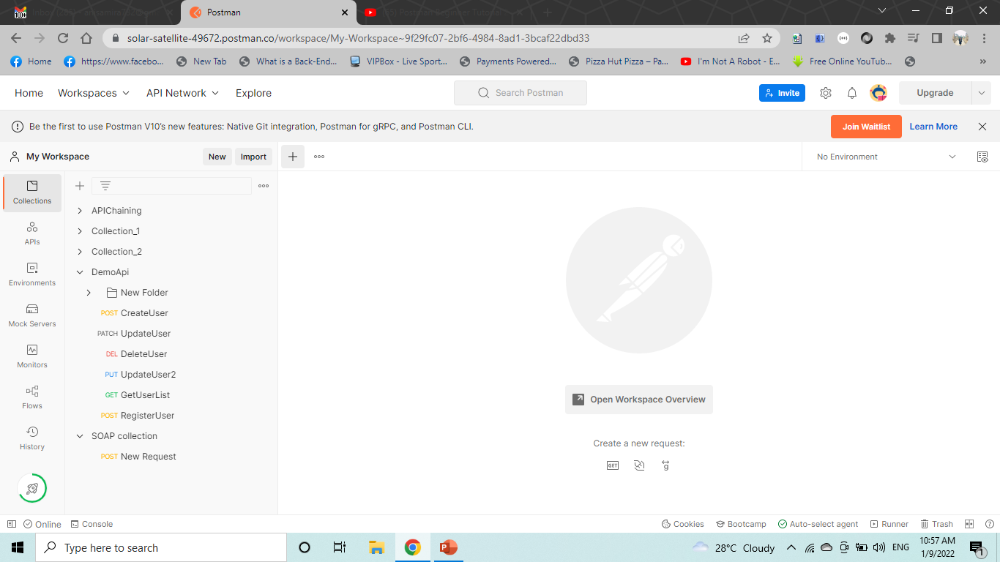 100+
Postman
solar-satellite-49672.postman.co/workspace/My-Workspace~9f29fc07-2bf6-4984-8ad1-3bcaf22dbd33
Home
https://www.facebo...
New Tab
What is a Back-End...
VIPBox - Live Sport...
Payments Powered...
Pizza Hut Pizza – Pa...
I'm Not A Robot - E...
Free Online YouTub...
»
Home
Workspaces
API Network
Explore
Search Postman
Invite
Upgrade
Be the first to use Postman V10's new features: Native Git integration, Postman for gRPC, and Postman CLI.
Join Waitlist
Learn More
My Workspace
New
Import
No Environment
Collections
APIs
Environments
Mock Servers
Monitors
Flows
History
APIChaining
Collection_1
Collection_2
DemoApi
New Folder
POST CreateUser
PATCH UpdateUser
DEL DeleteUser
PUT UpdateUser2
GET GetUserList
POST RegisterUser
SOAP collection
POST New Request
Open Workspace Overview
Create a new request:
GET
g
Online
Console
Cookies
Bootcamp
Auto-select agent
Runner
Trash
Type here to search
28°C Cloudy
ENG
10:57 AM
1/9/2022
1